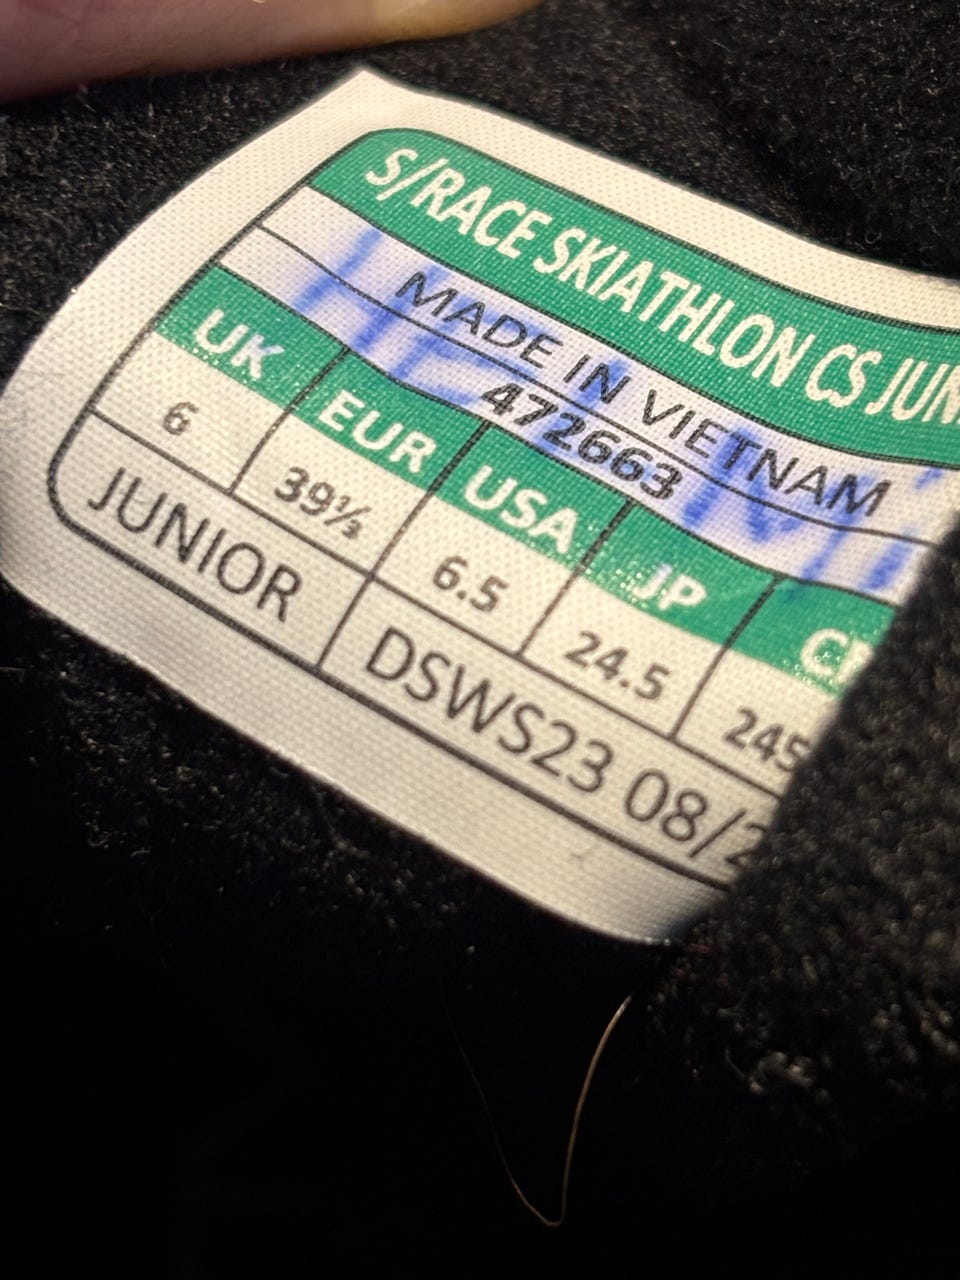 S/RACE SKIATHLON CS JUN
MADE IN VIETNAM
472663
UK EUR USA JP
6 39⅓ 6.5 24.5 245
JUNIOR DSWS23 08/2